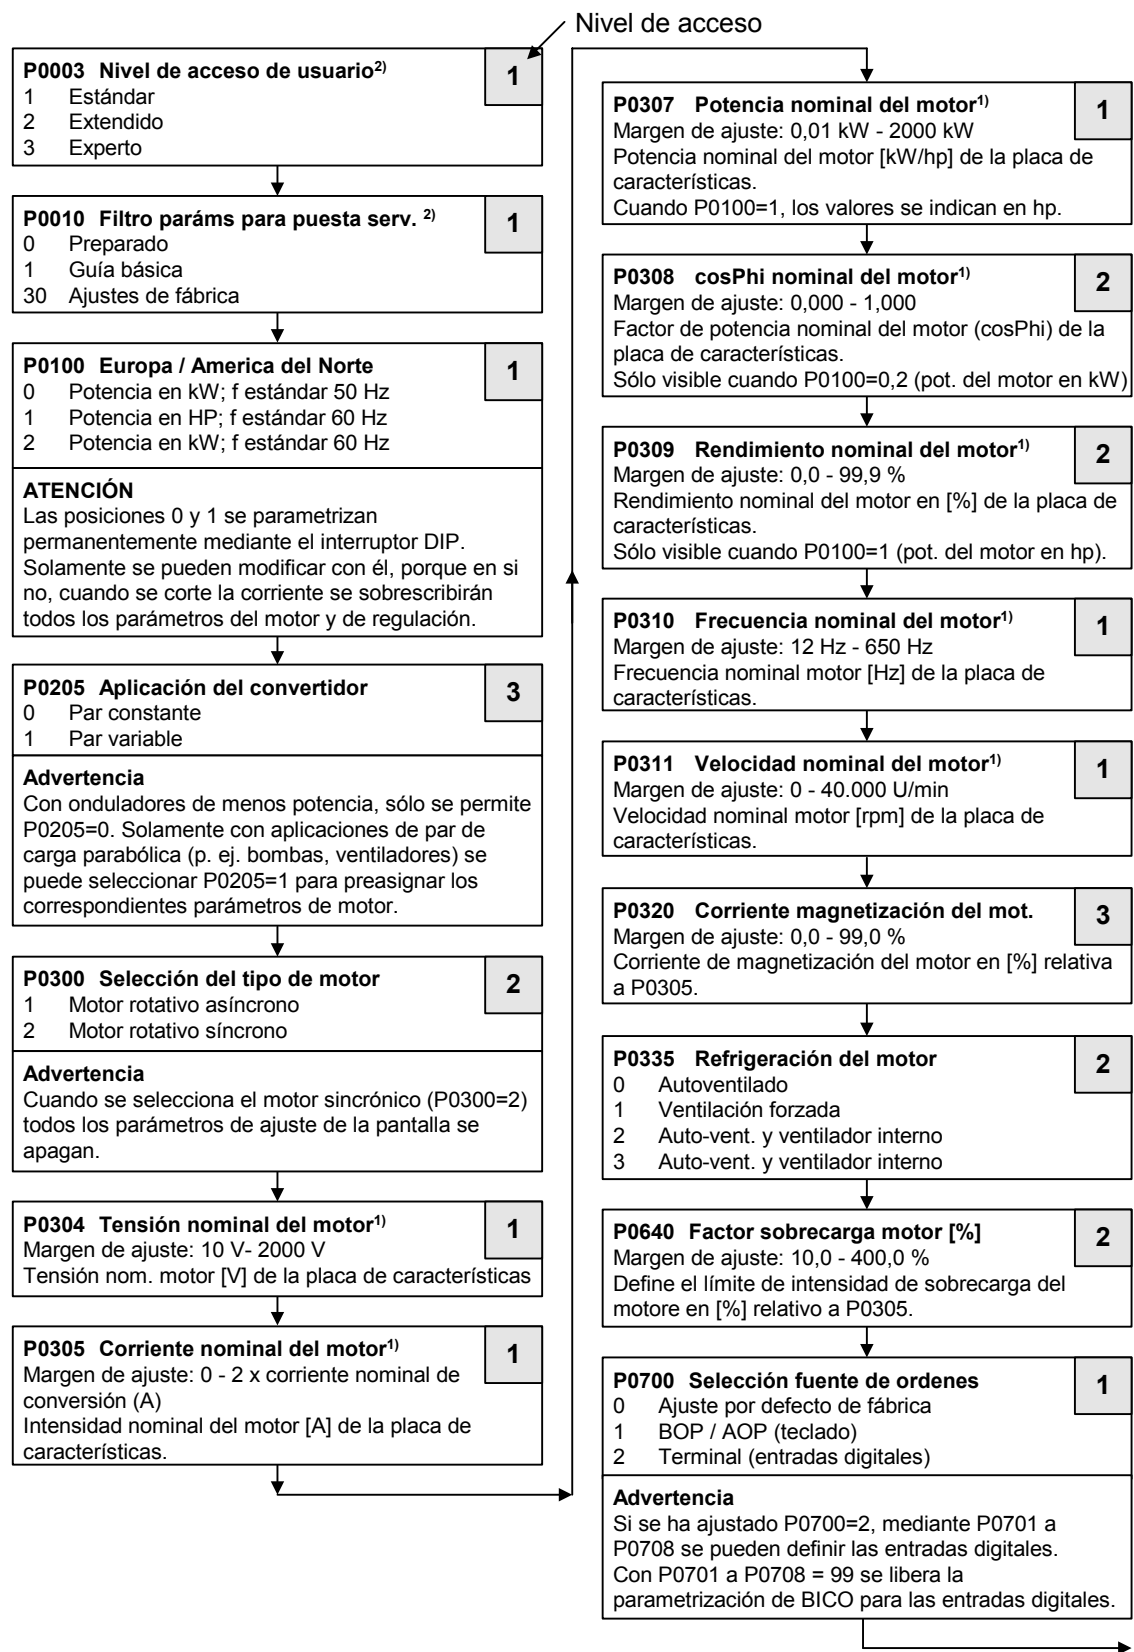 Nivel de acceso
P0003 Nivel de acceso de usuario2)
1
1 Estándar
2 Extendido
3 Experto
P0010 Filtro paráms para puesta serv. 2)
1
0 Preparado
1 Guía básica
30 Ajustes de fábrica
P0100 Europa / America del Norte
1
0 Potencia en kW; f estándar 50 Hz
1 Potencia en HP; f estándar 60 Hz
2 Potencia en kW; f estándar 60 Hz
ATENCIÓN
Las posiciones 0 y 1 se parametrizan
permanentemente mediante el interruptor DIP.
Solamente se pueden modificar con él, porque en si
no, cuando se corte la corriente se sobrescribirán
todos los parámetros del motor y de regulación.
P0205 Aplicación del convertidor
3
0 Par constante
1 Par variable
Advertencia
Con onduladores de menos potencia, sólo se permite
P0205=0. Solamente con aplicaciones de par de
carga parabólica (p. ej. bombas, ventiladores) se
puede seleccionar P0205=1 para preasignar los
correspondientes parámetros de motor.
P0300 Selección del tipo de motor
2
1 Motor rotativo asíncrono
2 Motor rotativo síncrono
Advertencia
Cuando se selecciona el motor sincrónico (P0300=2)
todos los parámetros de ajuste de la pantalla se
apagan.
P0304 Tensión nominal del motor1)
1
Margen de ajuste: 10 V- 2000 V
Tensión nom. motor [V] de la placa de característicās
P0305 Corriente nominal del motor1)
1
Margen de ajuste: 0 - 2 x corriente nominal de
conversión (A)
Intensidad nominal del motor [A] de la placa de
característicās.
P0307 Potencia nominal del motor1)
1
Margen de ajuste: 0,01 kW - 2000 kW
Potencia nominal del motor [kW/hp] de la placa de
característicās.
Cuando P0100=1, los valores se indican en hp.
P0308 cosPhi nominal del motor1)
2
Margen de ajuste: 0,000 - 1,000
Factor de potencia nominal del motor (cosPhi) de la
placa de característicās.
Sólo visible cuando P0100=0,2 (pot. del motor en kW)
P0309 Rendimiento nominal del motor1)
2
Margen de ajuste: 0,0 - 99,9 %
Rendimiento nominal del motor en [%] de la placa de
característicās.
Sólo visible cuando P0100=1 (pot. del motor en hp).
P0310 Frecuencia nominal del motor1)
1
Margen de ajuste: 12 Hz - 650 Hz
Frecuencia nominal motor [Hz] de la placa de
característicās.
P0311 Velocidad nominal del motor1)
1
Margen de ajuste: 0 - 40.000 U/min
Velocidad nominal motor [rpm] de la placa de
característicās.
P0320 Corriente magnetización del mot.
3
Margen de ajuste: 0,0 - 99,0 %
Corriente de magnetización del motor en [%] relativa
a P0305.
P0335 Refrigeración del motor
2
0 Autoventilado
1 Ventilación forzada
2 Auto-vent. y ventilador interno
3 Auto-vent. y ventilador interno
P0640 Factor sobrecarga motor [%]
2
Margen de ajuste: 10,0 - 400,0 %
Define el límite de intensidad de sobrecarga del
motore en [%] relativo a P0305.
P0700 Selección fuente de ordenes
1
0 Ajuste por defecto de fábrica
1 BOP / AOP (teclado)
2 Terminal (entradas digitales)
Advertencia
Si se ha ajustado P0700=2, mediante P0701 a
P0708 se pueden definir las entradas digitales.
Con P0701 a P0708 = 99 se libera la
parametrización de BICO para las entradas digitales.